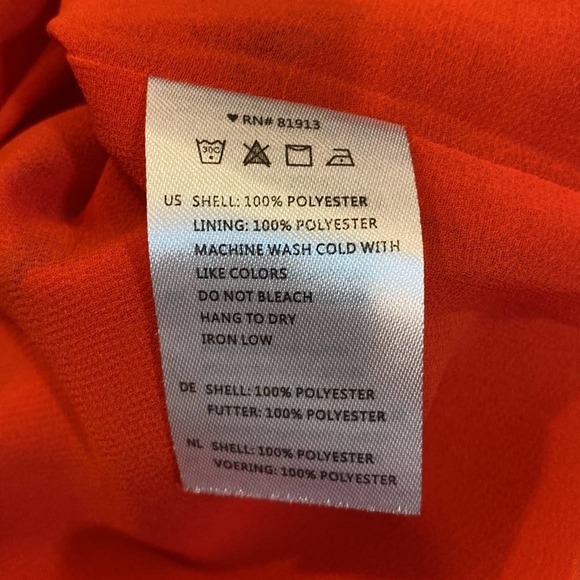 ♥ RN# 81913
30C
US SHELL: 100% POLYESTER
LINING: 100% POLYESTER
MACHINE WASH COLD WITH
LIKE COLORS
DO NOT BLEACH
HANG TO DRY
IRON LOW
DE SHELL: 100% POLYESTER
FUTTER: 100% POLYESTER
NL SHELL: 100% POLYESTER
VOERING: 100% POLYESTER